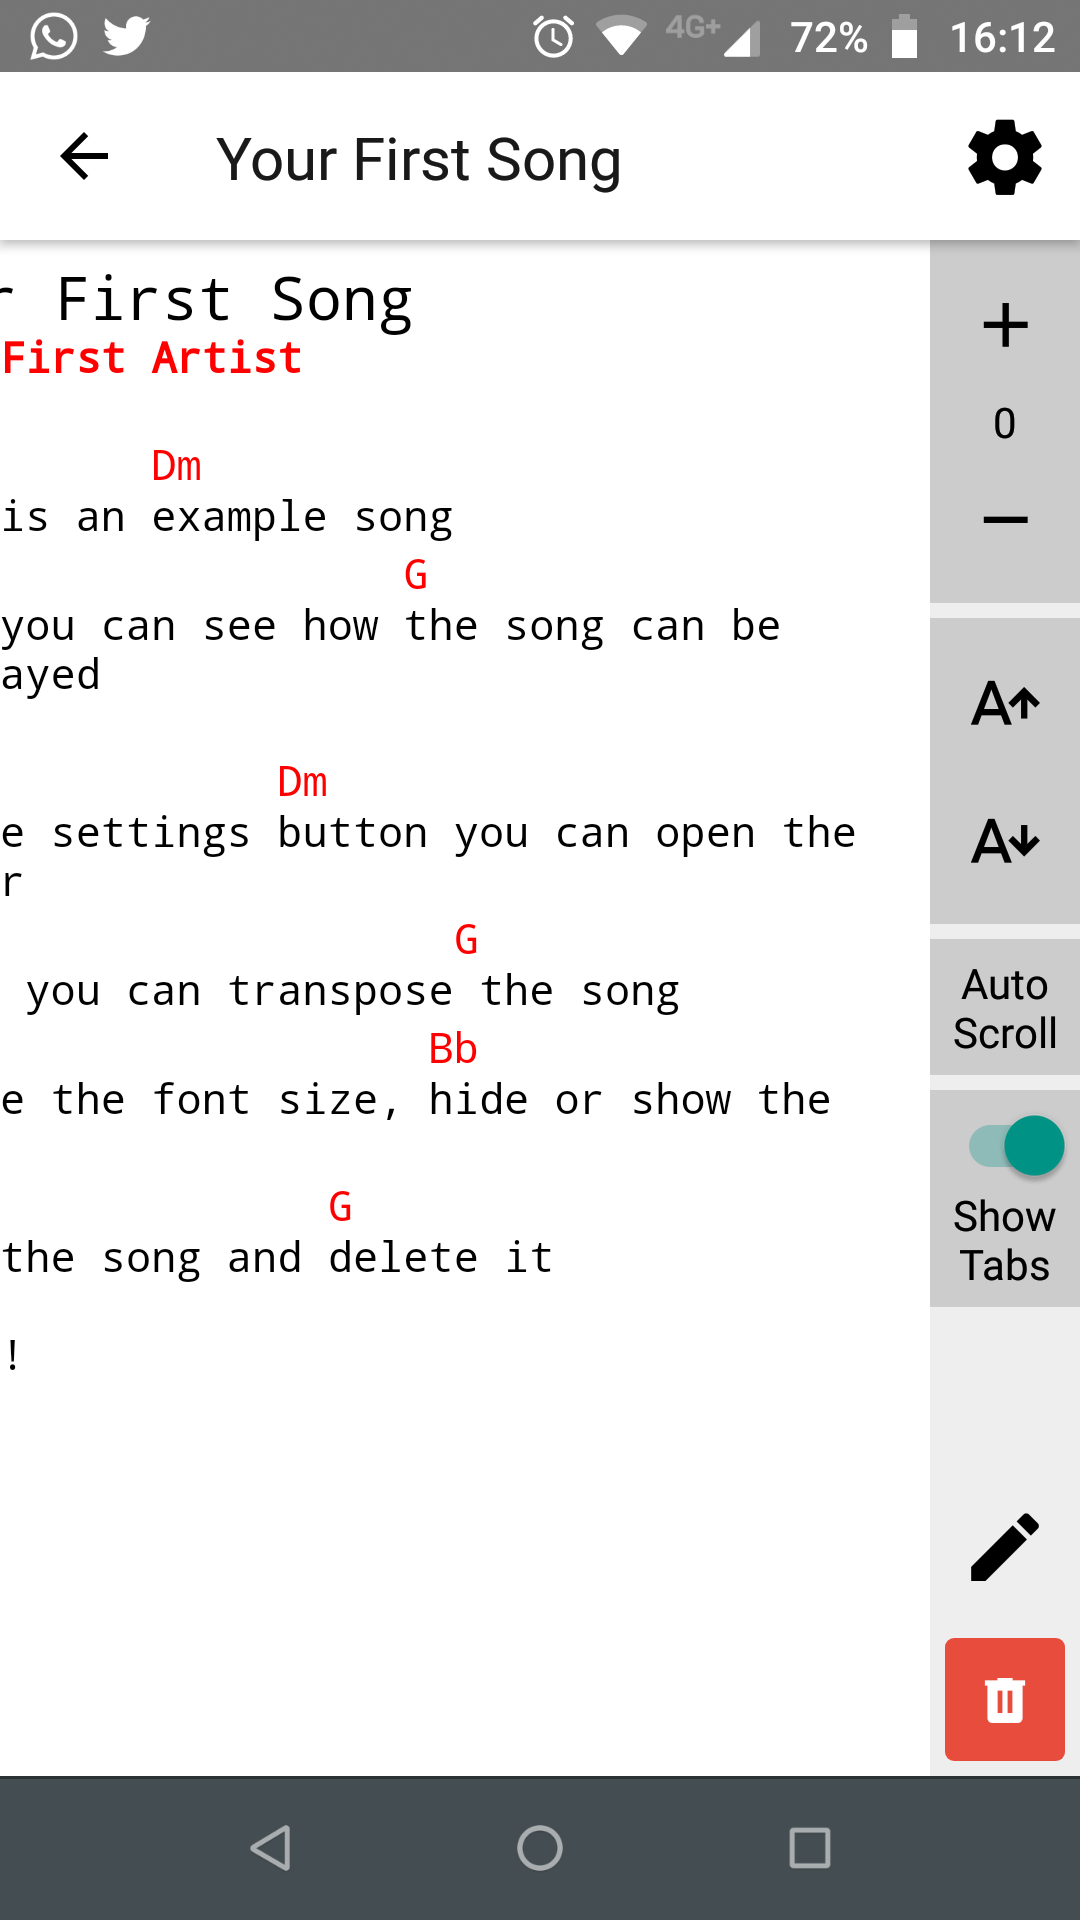 4G+ 72% 16:12
Your First Song
First Song
First Artist
Dm
is an example song
G
you can see how the song can be
ayed
Dm
e settings button you can open the
r
G
you can transpose the song
Bb
e the font size, hide or show the
G
the song and delete it
!
+
0
−
A
A
Auto
Scroll
Show
Tabs